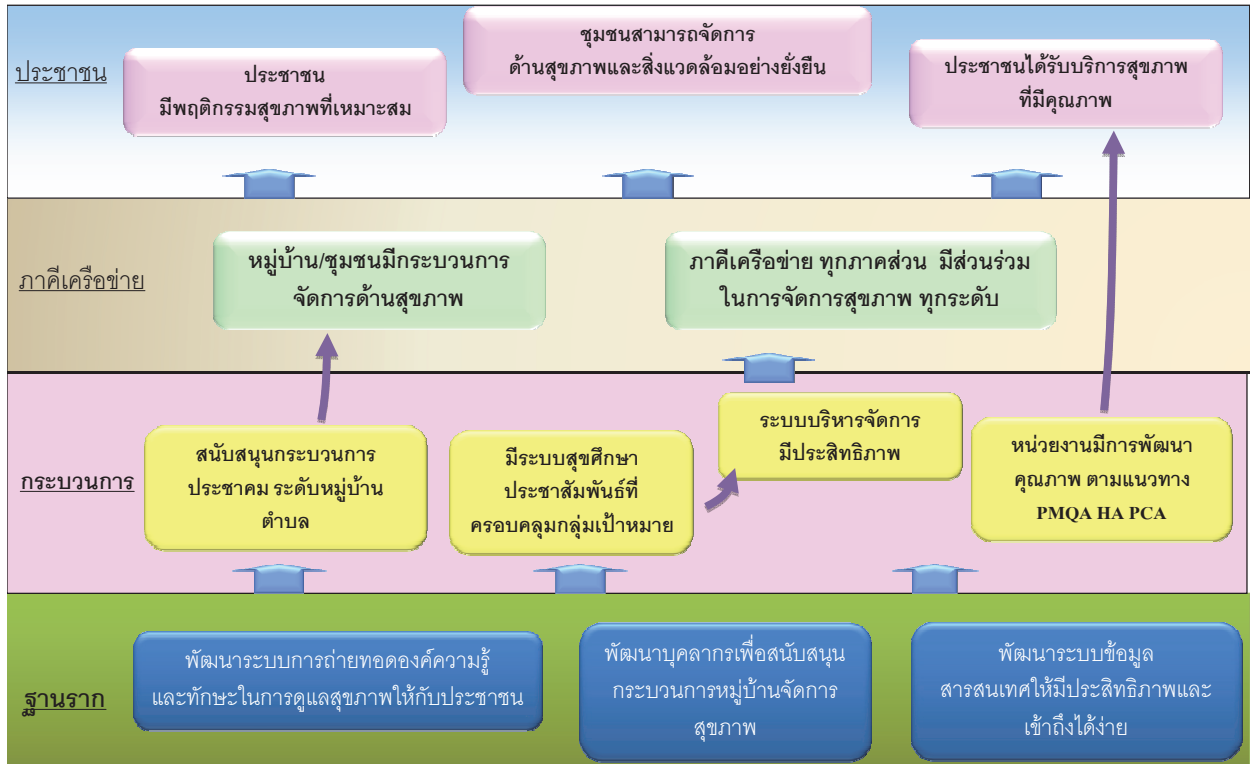 ประชาชน
ประชาชน
มีพฤติกรรมสุขภาพที่เหมาะสม
ชุมชนสามารถจัดการ
ด้านสุขภาพและสิ่งแวดล้อมอย่างยั่งยืน
ประชาชนได้รับบริการสุขภาพ
ที่มีคุณภาพ
ภาคีเครือข่าย
หมู่บ้าน/ชุมชนมีกระบวนการ
จัดการด้านสุขภาพ
ภาคีเครือข่าย ทุกภาคส่วน มีส่วนร่วม
ในการจัดการสุขภาพ ทุกระดับ
กระบวนการ
สนับสนุนกระบวนการ
ประชาคม ระดับหมู่บ้าน
ตำบล
มีระบบสุขศึกษา
ประชาสัมพันธ์ที่
ครอบคลุมกลุ่มเป้าหมาย
ระบบบริหารจัดการ
มีประสิทธิภาพ
หน่วยงานมีการพัฒนา
คุณภาพ ตามแนวทาง
PMQA HA PCA
ฐานราก
พัฒนาระบบการถ่ายทอดองค์ความรู้
และทักษะในการดูแลสุขภาพให้กับประชาชน
พัฒนาบุคลากรเพื่อสนับสนุน
กระบวนการหมู่บ้านจัดการ
สุขภาพ
พัฒนาระบบข้อมูล
สารสนเทศให้มีประสิทธิภาพและ
เข้าถึงได้ง่าย